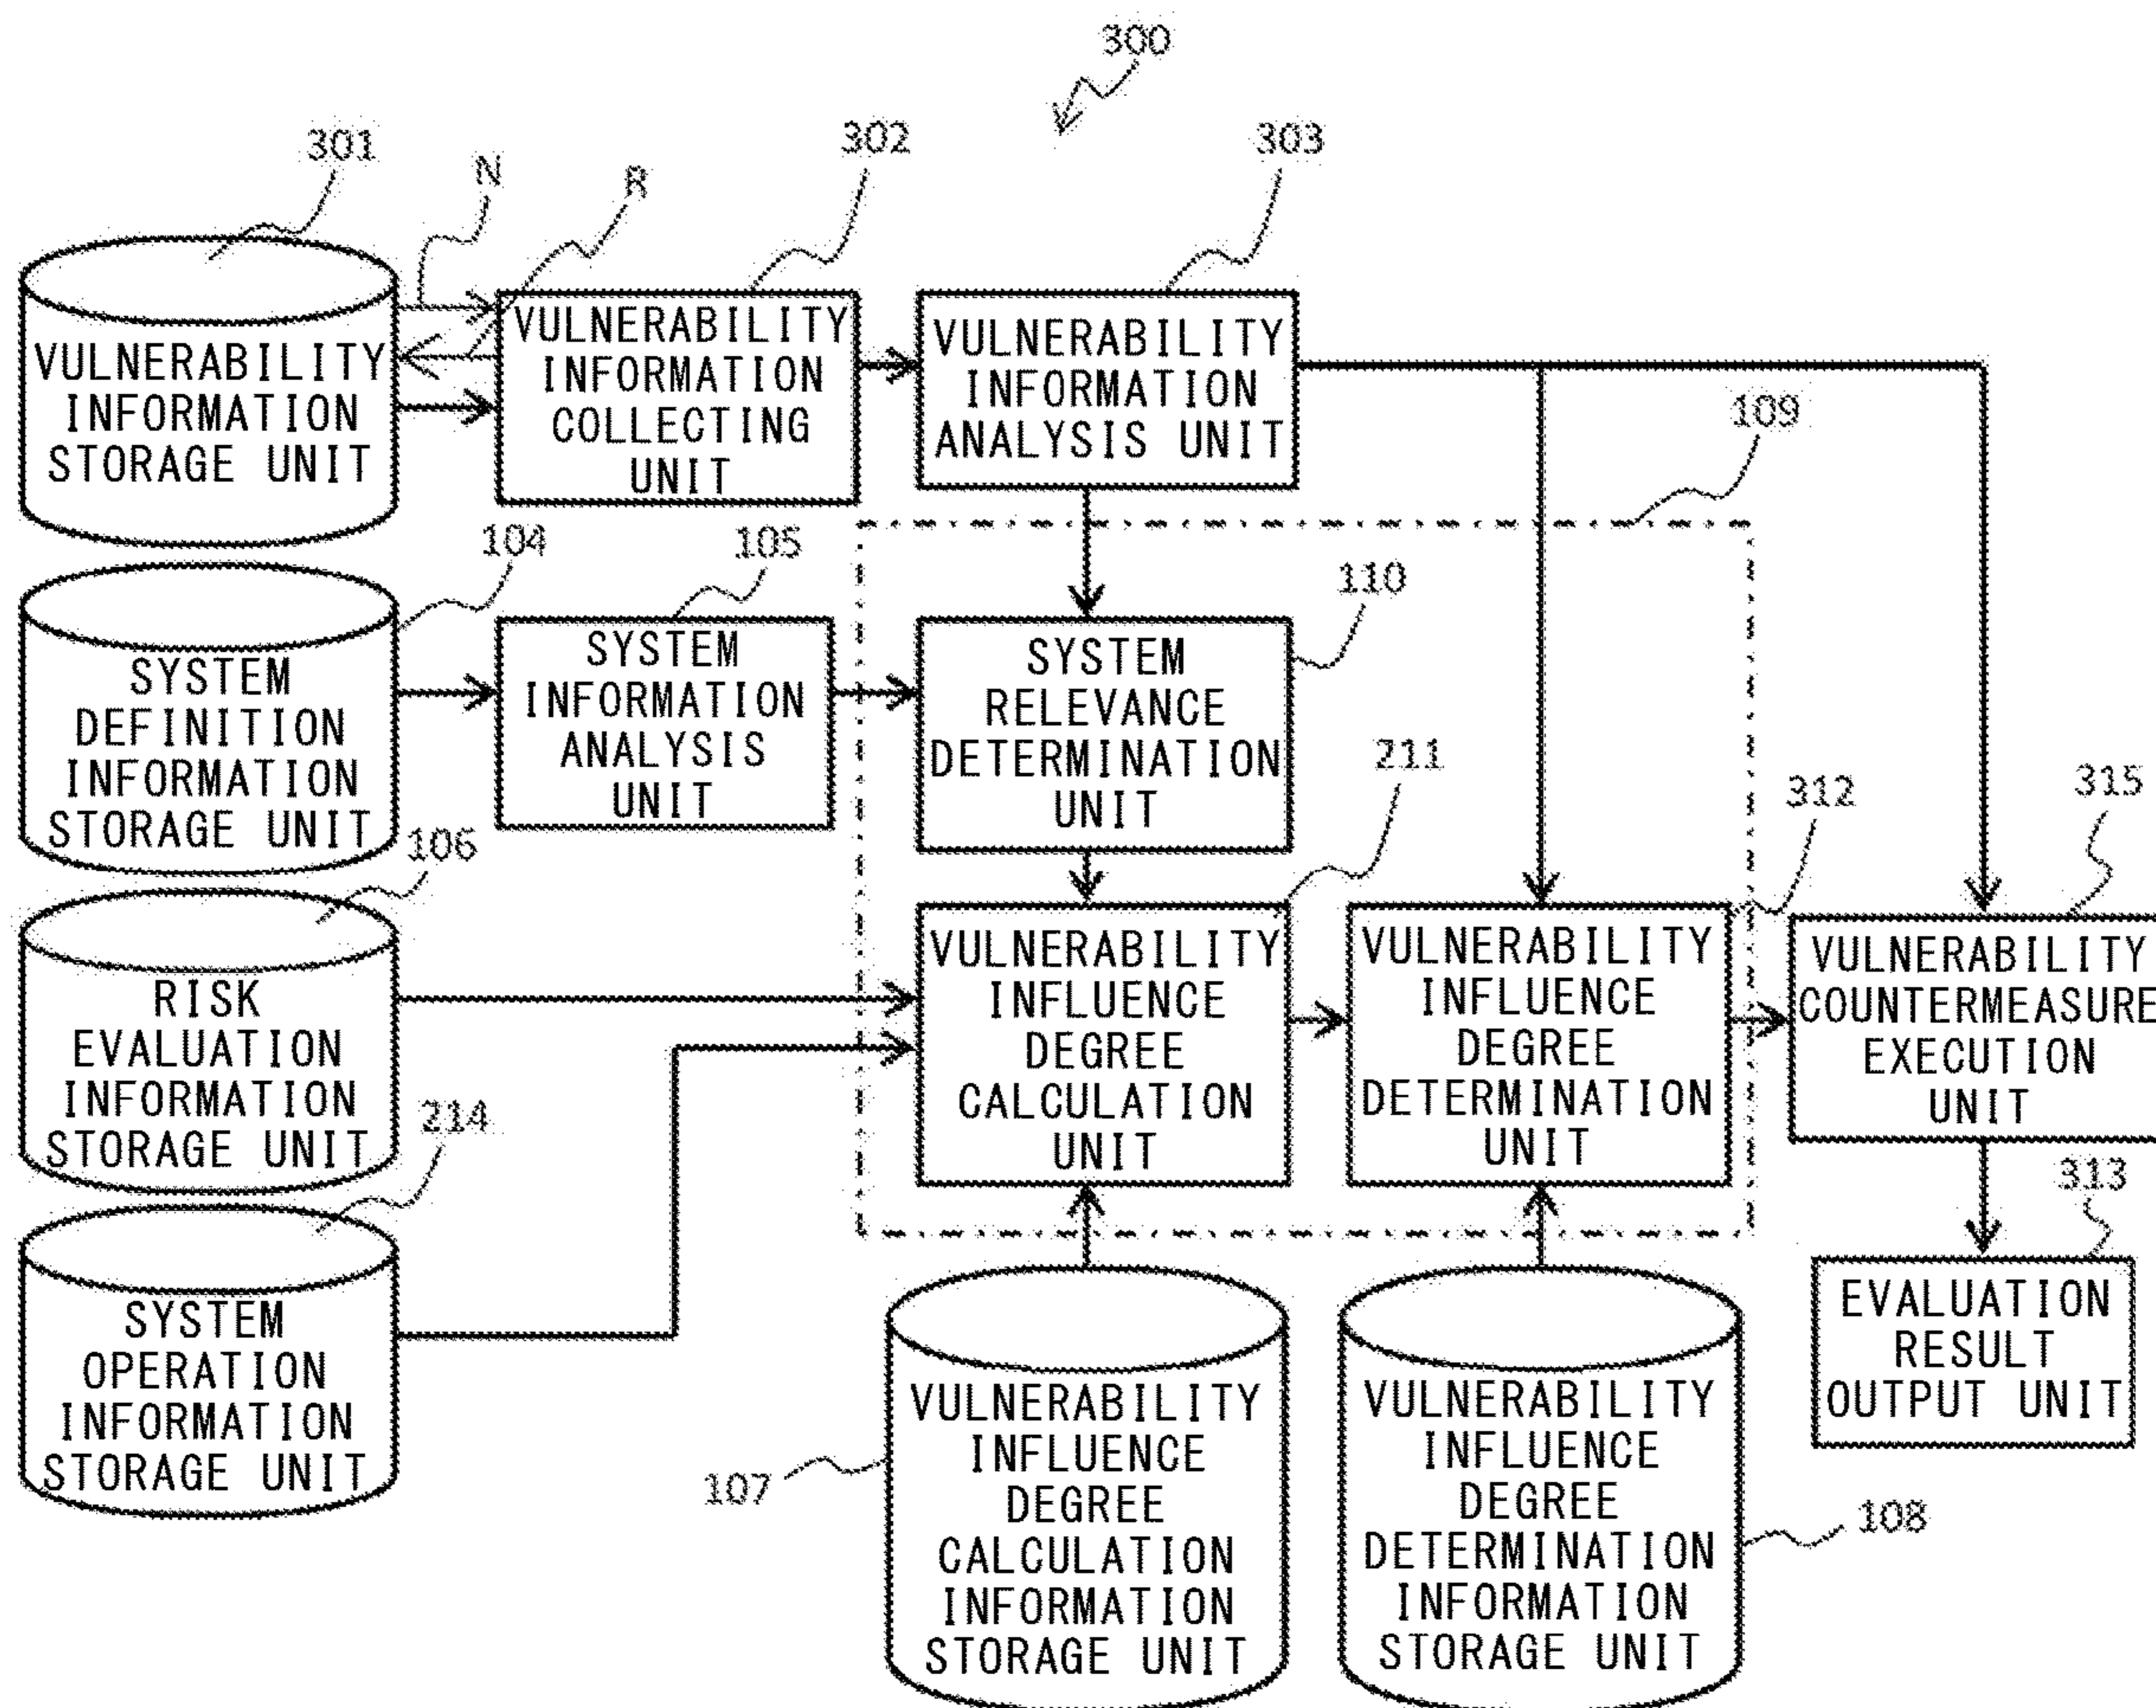 300
301
N
R
302
303
VULNERABILITY
INFORMATION
STORAGE UNIT
VULNERABILITY
INFORMATION
COLLECTING
UNIT
VULNERABILITY
INFORMATION
ANALYSIS UNIT
109
104
SYSTEM
DEFINITION
INFORMATION
STORAGE UNIT
105
SYSTEM
INFORMATION
ANALYSIS
UNIT
110
SYSTEM
RELEVANCE
DETERMINATION
UNIT
106
RISK
EVALUATION
INFORMATION
STORAGE UNIT
211
VULNERABILITY
INFLUENCE
DEGREE
CALCULATION
UNIT
312
VULNERABILITY
INFLUENCE
DEGREE
DETERMINATION
UNIT
315
VULNERABILITY
COUNTERMEASURE
EXECUTION
UNIT
214
SYSTEM
OPERATION
INFORMATION
STORAGE UNIT
107
VULNERABILITY
INFLUENCE
DEGREE
CALCULATION
INFORMATION
STORAGE UNIT
108
VULNERABILITY
INFLUENCE
DEGREE
DETERMINATION
INFORMATION
STORAGE UNIT
313
EVALUATION
RESULT
OUTPUT UNIT